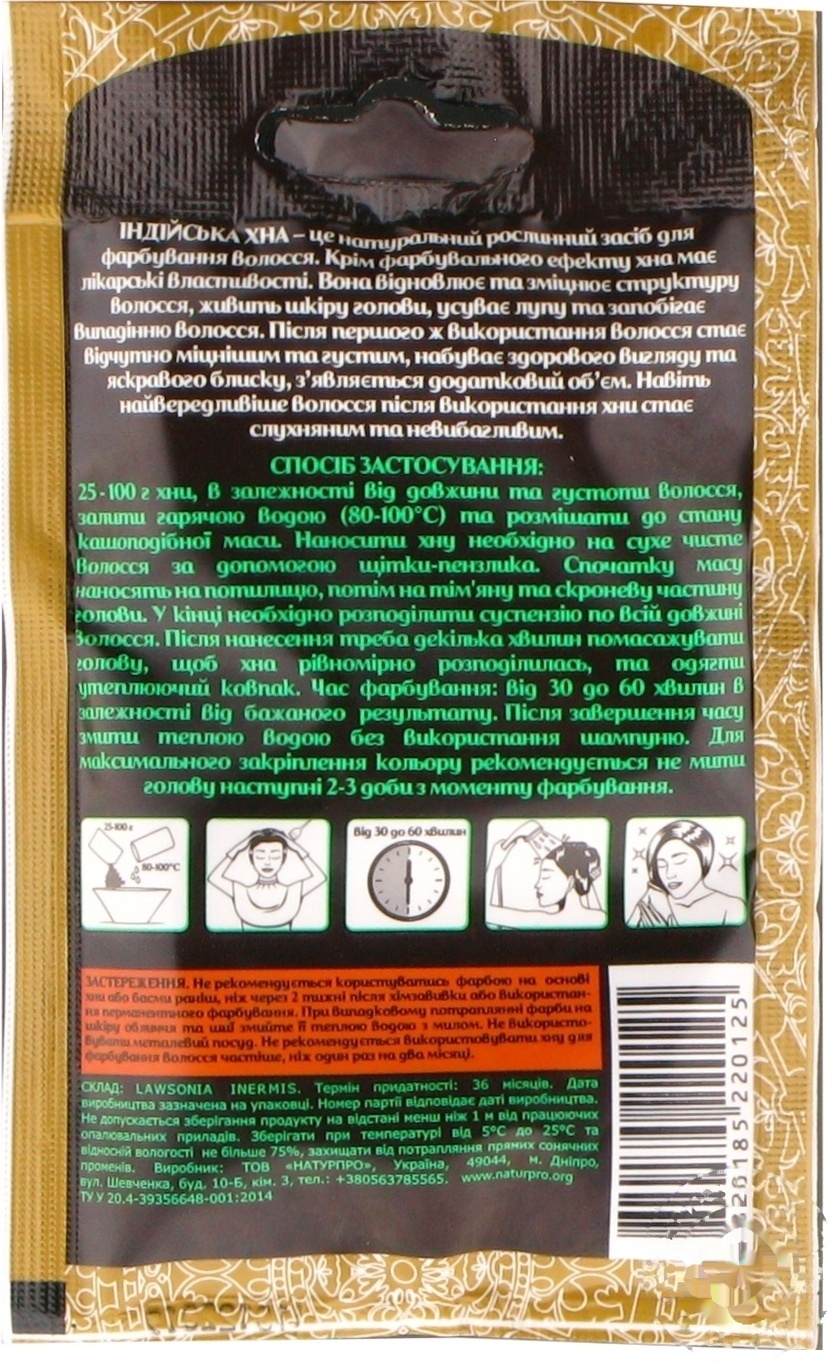 ІНДІЙСЬКА ХНА – це натуральний рослинний засіб для
фарбування волосся. Крім фарбувального ефекту хна має
лікарські властивості. Вона відновлює та зміцнює структуру
волосся, живить шкіру голови, усуває лупу та запобігає
випадінню волосся. Після першого ж використання волосся стає
відчутно міцнішим та густим, набуває здорового вигляду та
яскравого блиску, з'являється додатковий об'єм. Навіть
найвередливіше волосся після використання хни стає
слухняним та невибагливим.
СПОСІБ ЗАСТОСУВАННЯ:
25-100 г хни, в залежності від довжини та густоти волосся,
залити гарячою водою (80-100°С) та розмішати до стану
кашоподібної маси. Наносити хну необхідно на сухе чисте
волосся за допомогою щітки-пензлика. Спочатку масу
наносять на потилицю, потім на тім'яну та скроневу частину
голови. У кінці необхідно розподілити суспензію по всій довжині
волосся. Після нанесення треба декілька хвилин помасажувати
голову, щоб хна рівномірно розподілилась, та одягти
утеплюючий ковпак. Час фарбування: від 30 до 60 хвилин в
залежності від бажаного результату. Після завершення часу
змити теплою водою без використання шампуню. Для
максимального закріплення кольору рекомендується не мити
голову наступні 2-3 доби з моменту фарбування.
25-100 г
80-100°С
Від 30 до 60 хвилин
ЗАСТЕРЕЖЕННЯ. Не рекомендується користуватись фарбою на основі
хни або басми раніш, ніж через 2 тижні після хімзавивки або використан-
ня перманентного фарбування. При випадковому потраплянні фарби на
шкіру обличчя та шиї змийте її теплою водою з милом. Не використо-
вувати металевий посуд. Не рекомендується використовувати хну для
фарбування волосся частіше, ніж один раз на два місяці.
СКЛАД: LAWSONIA INERMIS. Термін придатності: 36 місяців. Дата
виробництва зазначена на упаковці. Номер партії відповідає даті виробництва.
Не допускається зберігання продукту на відстані менш ніж 1 м від працюючих
опалювальних приладів. Зберігати при температурі від 5°С до 25°С та
відносній вологості не більше 75%, захищати від потрапляння прямих сонячних
променів. Виробник: ТОВ «НАТУРПРО», Україна, 49044, м. Дніпро,
вул. Шевченка, буд. 10-Б, кім. 3, тел.: +380563785565. www.naturpro.org
ТУ У 20.4-39356648-001:2014